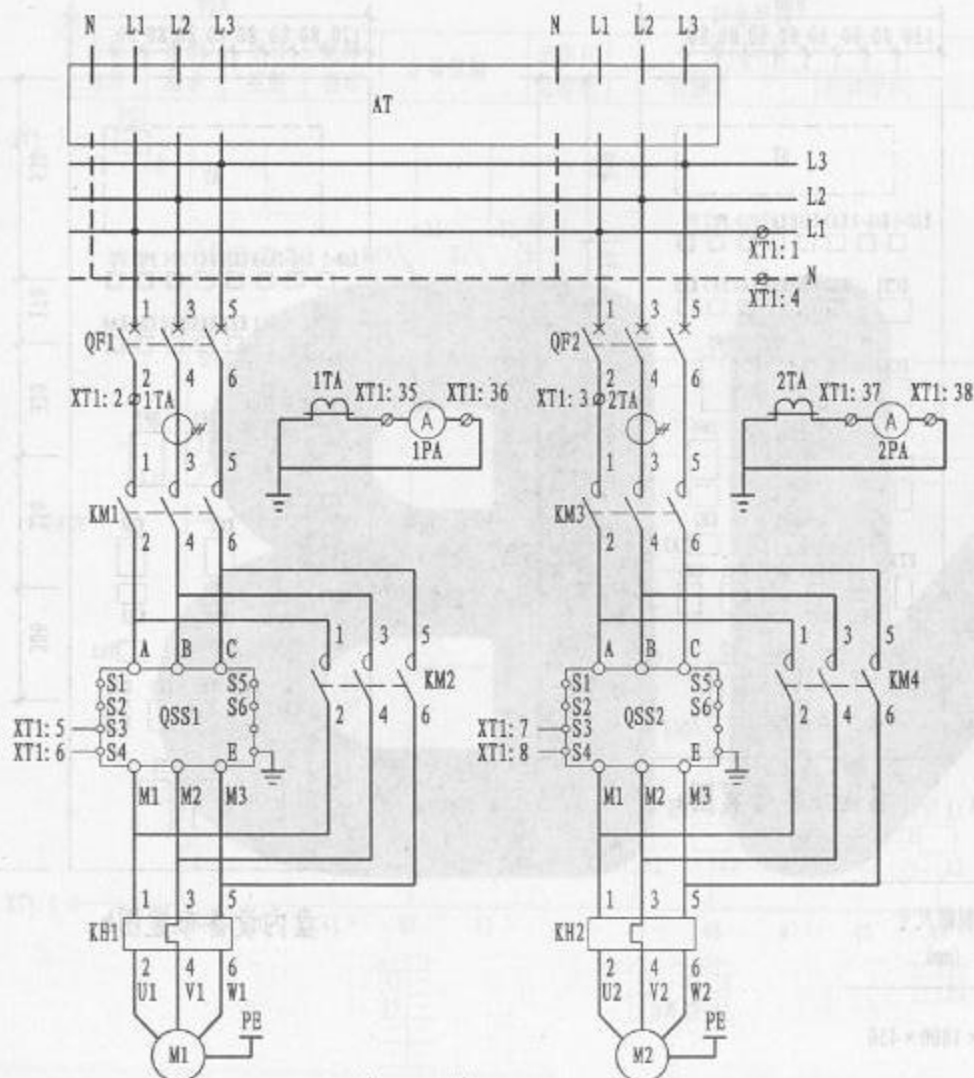 N L1 L2 L3 N L1 L2 L3
AT
L3
L2
L1
XT1:1
N
XT1:4
1 3 5 1 3 5
QF1 QF2
2 4 6 2 4 6
1TA XT1:35 XT1:36 2TA XT1:37 XT1:38
XT1:2 1TA XT1:3 2TA
A A
1PA 2PA
1 3 5 1 3 5
KM1 KM3
2 4 6 2 4 6
1 3 5 1 3 5
A B C A B C
S1 S5 KM2 S1 S5 KM4
S2 QSS1 S6 2 4 6 S2 QSS2 S6 2 4 6
XT1:5 S3 XT1:7 S3
XT1:6 S4 E XT1:8 S4 E
M1 M2 M3 M1 M2 M3
1 3 5 1 3 5
KH1 KH2
2 4 6 2 4 6
U1 V1 W1 U2 V2 W2
PE PE
M1 M2